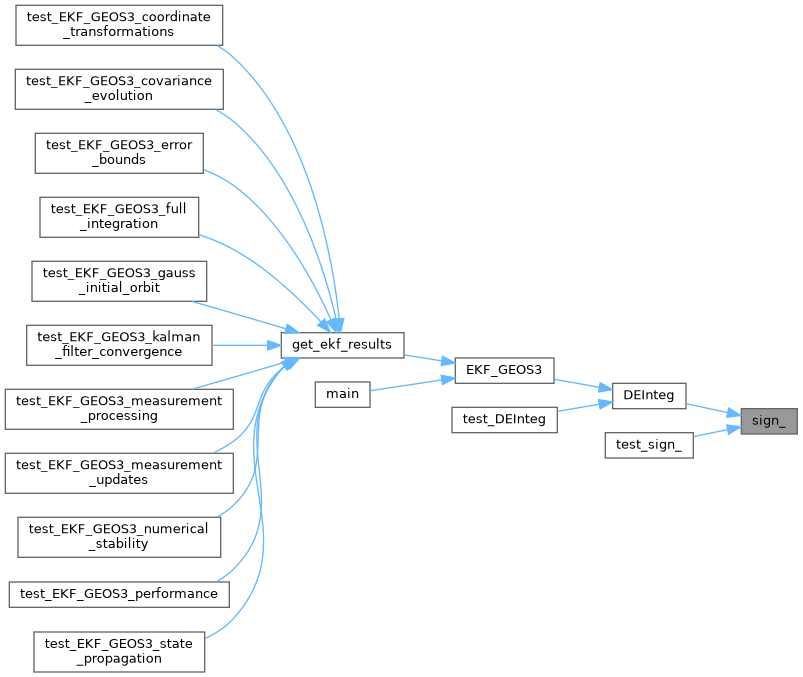 test_EKF_GEOS3_coordinate
_transformations
test_EKF_GEOS3_covariance
_evolution
test_EKF_GEOS3_error
_bounds
test_EKF_GEOS3_full
_integration
test_EKF_GEOS3_gauss
_initial_orbit
test_EKF_GEOS3_kalman
_filter_convergence
test_EKF_GEOS3_measurement
_processing
test_EKF_GEOS3_measurement
_updates
test_EKF_GEOS3_numerical
_stability
test_EKF_GEOS3_performance
test_EKF_GEOS3_state
_propagation
get_ekf_results
main
EKF_GEOS3
test_DEInteg
DEInteg
test_sign_
sign_